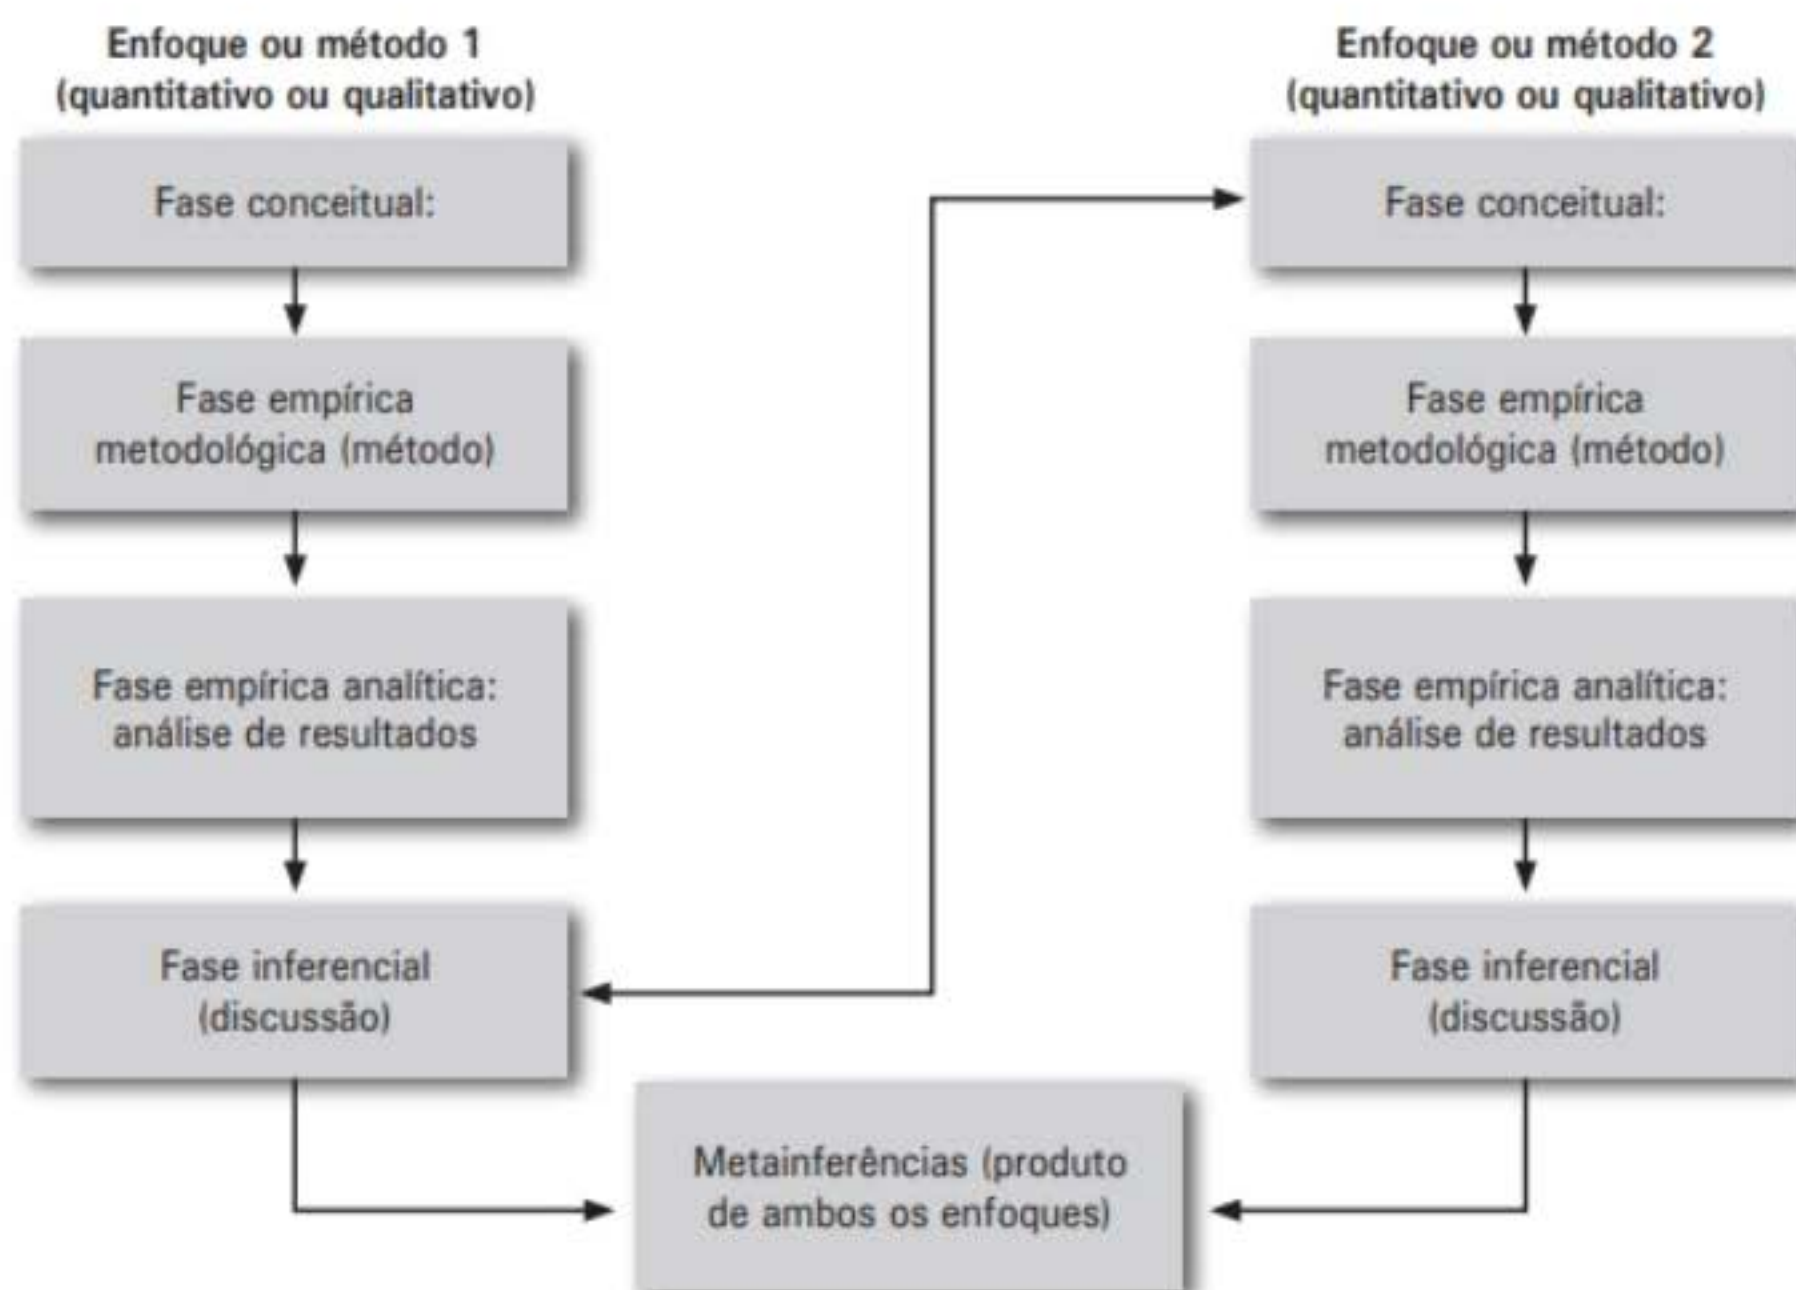 Enfoque ou método 1
(quantitativo ou qualitativo)
Fase conceitual:
Fase empírica
metodológica (método)
Fase empírica analítica:
análise de resultados
Fase inferencial
(discussão)
Enfoque ou método 2
(quantitativo ou qualitativo)
Fase conceitual:
Fase empírica
metodológica (método)
Fase empírica analítica:
análise de resultados
Fase inferencial
(discussão)
Metainferências (produto
de ambos os enfoques)